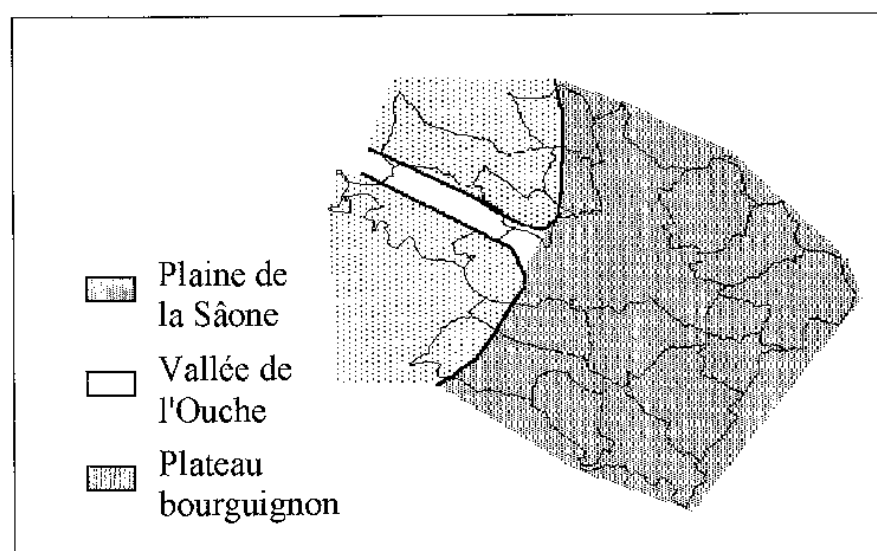 Plaine de
la Sâone
Vallée de
l'Ouche
Plateau
bourguignon